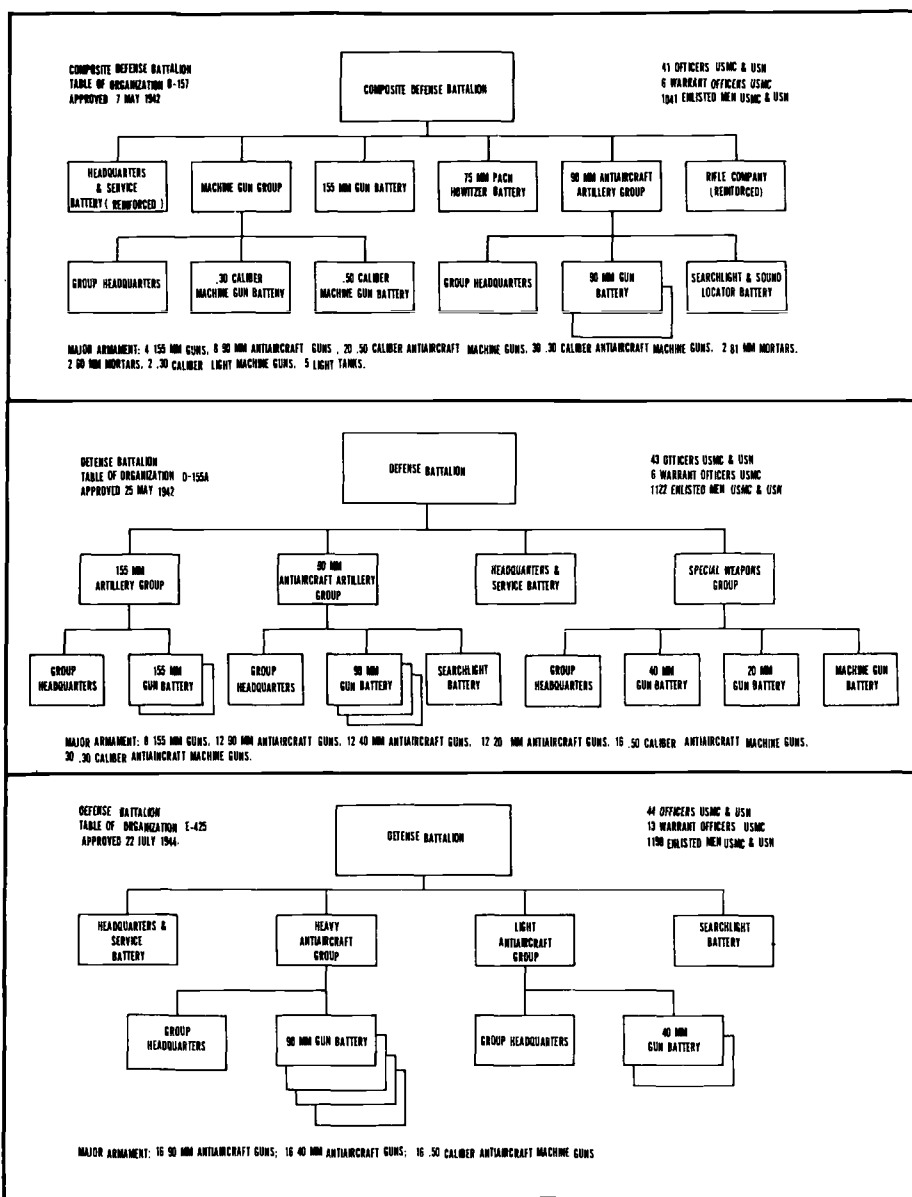 COMPOSITE DEFENSE BATTALION
TABLE OF ORGANIZATION D-157
APPROVED 7 MAY 1942
COMPOSITE DEFENSE BATTALION
41 OFFICERS USMC & USN
6 WARRANT OFFICERS USMC
1041 ENLISTED MEN USMC & USN
HEADQUARTERS
& SERVICE
BATTERY (REINFORCED)
MACHINE GUN GROUP
155 MM GUN BATTERY
75 MM PACK
HOWITZER BATTERY
90 MM ANTIAIRCRAFT
ARTILLERY GROUP
RIFLE COMPANY
(REINFORCED)
GROUP HEADQUARTERS
.30 CALIBER
MACHINE GUN BATTERY
.50 CALIBER
MACHINE GUN BATTERY
GROUP HEADQUARTERS
90 MM GUN
BATTERY
SEARCHLIGHT & SOUND
LOCATOR BATTERY
MAJOR ARMAMENT: 4 155 MM GUNS, 8 90 MM ANTIAIRCRAFT GUNS, 20 .50 CALIBER ANTIAIRCRAFT MACHINE GUNS, 30 .30 CALIBER ANTIAIRCRAFT MACHINE GUNS, 2 81 MM MORTARS,
2 60 MM MORTARS, 2 .30 CALIBER LIGHT MACHINE GUNS, 5 LIGHT TANKS.
DEFENSE BATTALION
TABLE OF ORGANIZATION D-155A
APPROVED 25 MAY 1942
DEFENSE BATTALION
43 OFFICERS USMC & USN
6 WARRANT OFFICERS USMC
1122 ENLISTED MEN USMC & USN
155 MM
ARTILLERY GROUP
90 MM
ANTIAIRCRAFT ARTILLERY
GROUP
HEADQUARTERS &
SERVICE BATTERY
SPECIAL WEAPONS
GROUP
GROUP
HEADQUARTERS
155 MM
GUN BATTERY
GROUP
HEADQUARTERS
90 MM
GUN BATTERY
SEARCHLIGHT
BATTERY
GROUP
HEADQUARTERS
40 MM
GUN BATTERY
20 MM
GUN BATTERY
MACHINE GUN
BATTERY
MAJOR ARMAMENT: 8 155 MM GUNS, 12 90 MM ANTIAIRCRAFT GUNS, 12 40 MM ANTIAIRCRAFT GUNS, 12 20 MM ANTIAIRCRAFT GUNS, 16 .50 CALIBER ANTIAIRCRAFT MACHINE GUNS,
30 .30 CALIBER ANTIAIRCRAFT MACHINE GUNS.
DEFENSE BATTALION
TABLE OF ORGANIZATION E-425
APPROVED 22 JULY 1944
DEFENSE BATTALION
44 OFFICERS USMC & USN
13 WARRANT OFFICERS USMC
1198 ENLISTED MEN USMC & USN
HEADQUARTERS &
SERVICE
BATTERY
HEAVY
ANTIAIRCRAFT
GROUP
LIGHT
ANTIAIRCRAFT
GROUP
SEARCHLIGHT
BATTERY
GROUP
HEADQUARTERS
90 MM GUN BATTERY
GROUP HEADQUARTERS
40 MM
GUN BATTERY
MAJOR ARMAMENT: 16 90 MM ANTIAIRCRAFT GUNS; 16 40 MM ANTIAIRCRAFT GUNS; 16 .50 CALIBER ANTIAIRCRAFT MACHINE GUNS